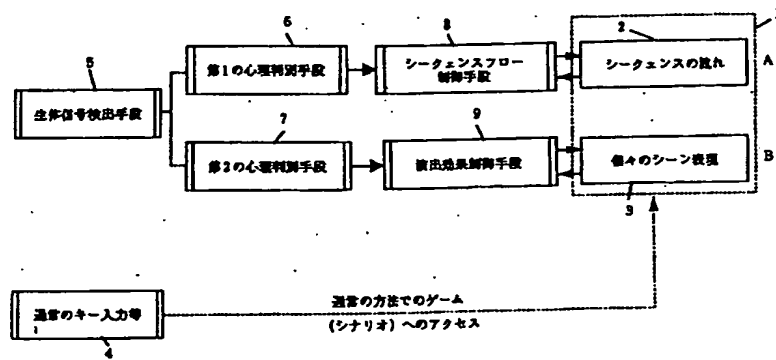 1
6
8
2
第1の心理判別手段
シークェンスフロー
制御手段
シークェンスの流れ
A
5
生体信号検出手段
7
9
第2の心理判別手段
演出効果制御手段
個々のシーン表現
B
3
通常の方法でのゲーム
通常のキー入力等
(シナリオ)へのアクセス
4